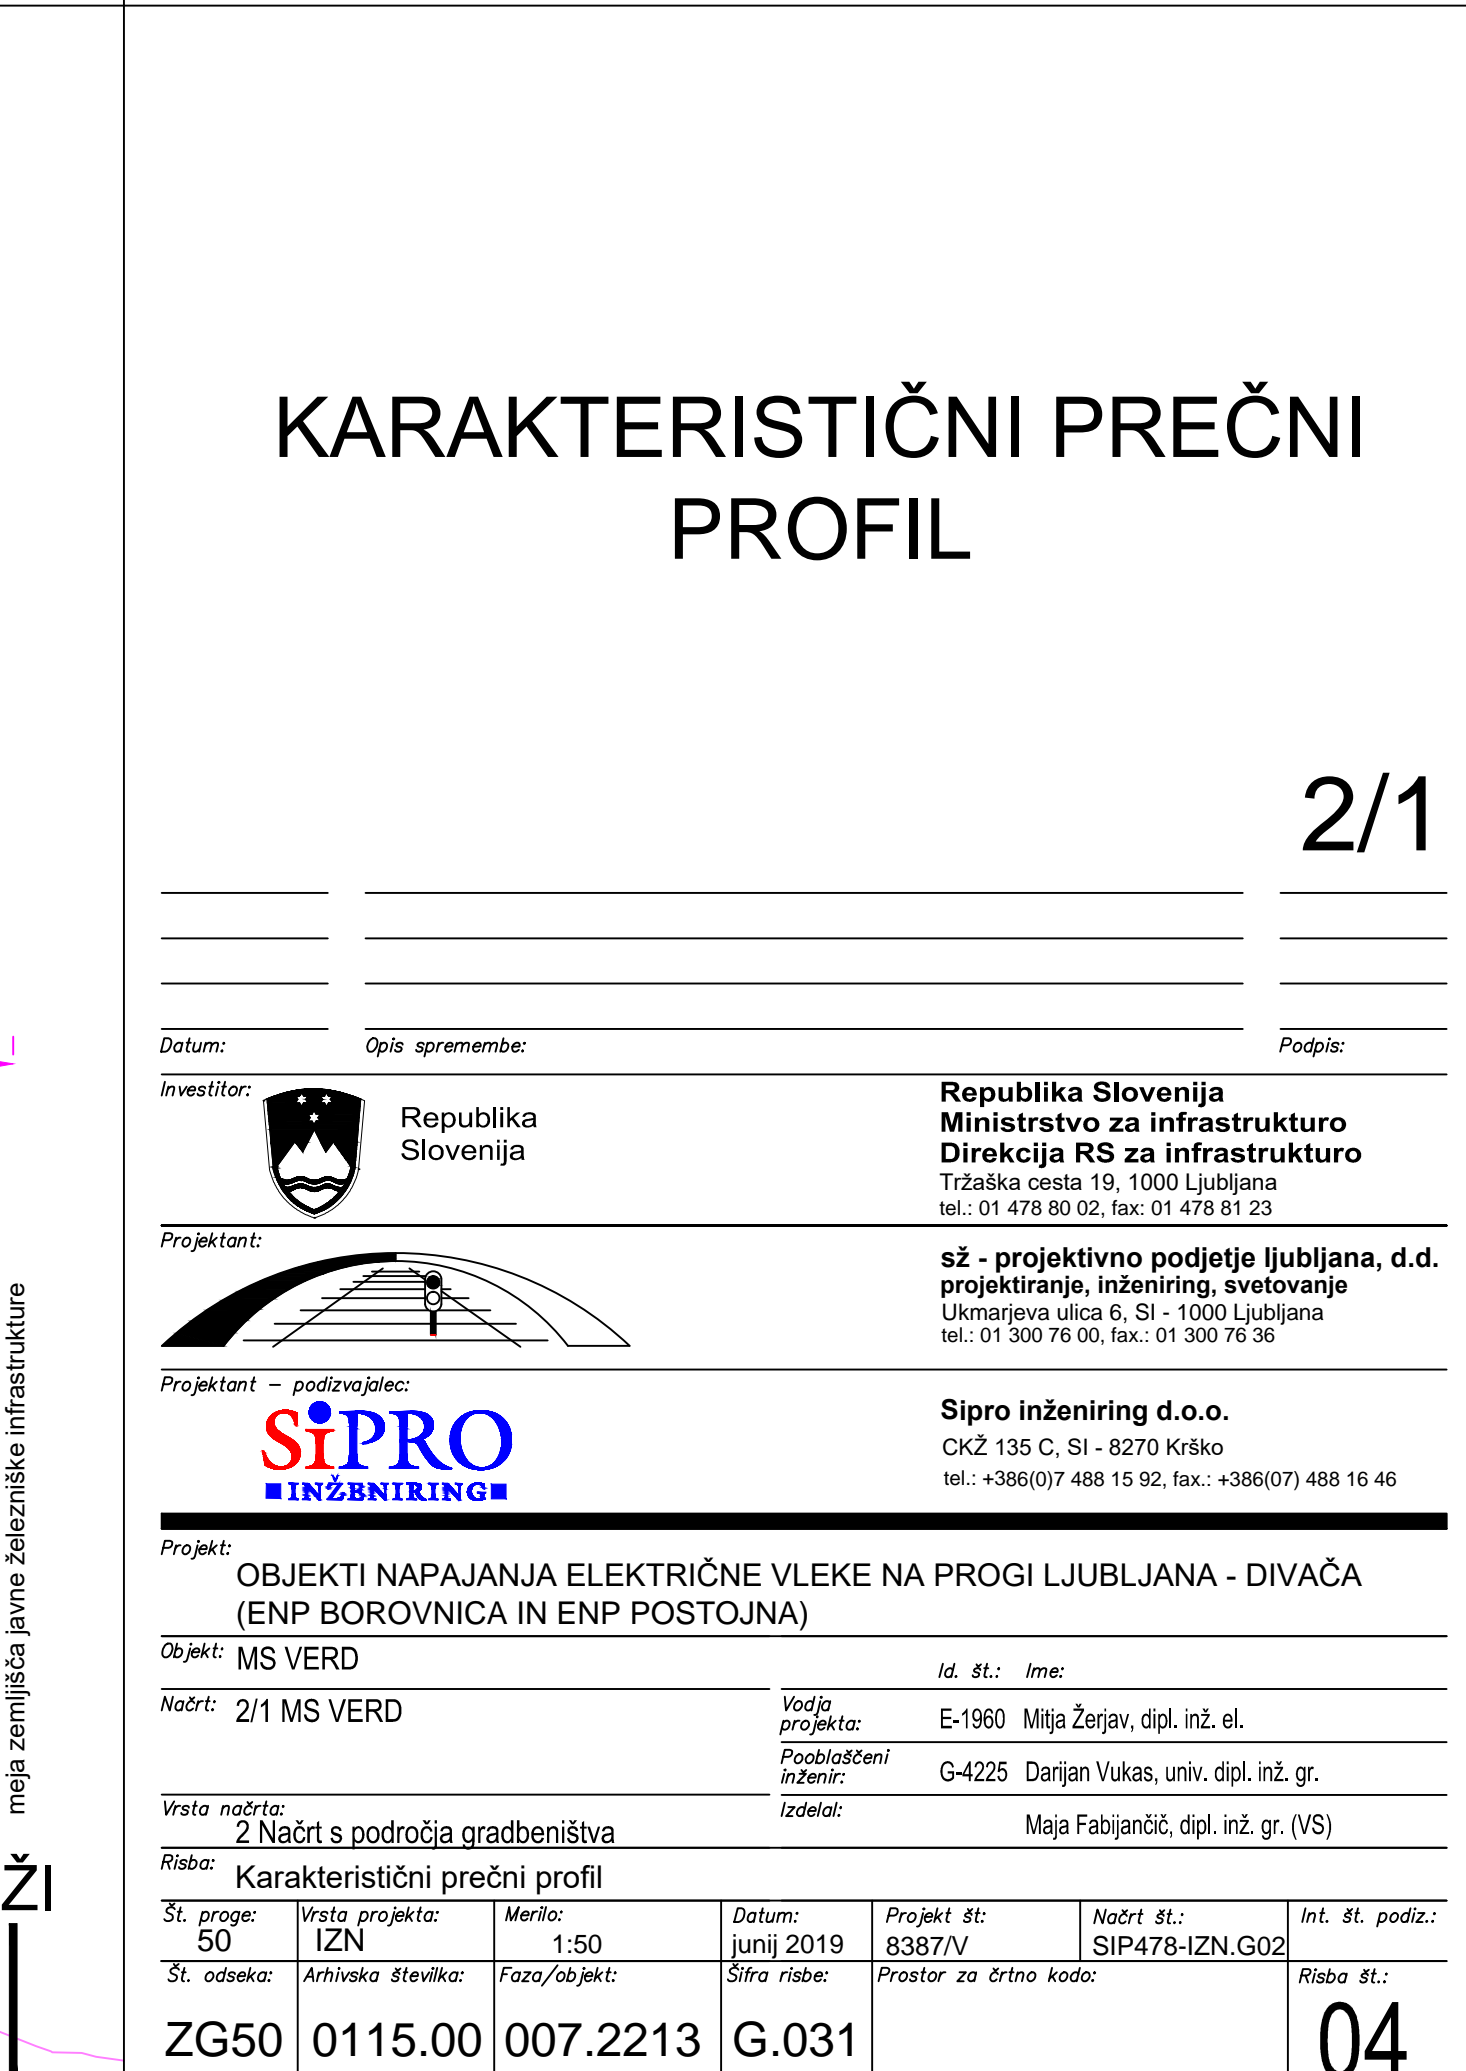 KARAKTERISTIČNI PREČNI
PROFIL
2/1
Datum: Opis spremembe: Podpis:
Investitor:
Republika
Slovenija
Republika Slovenija
Ministrstvo za infrastrukturo
Direkcija RS za infrastrukturo
Tržaška cesta 19, 1000 Ljubljana
tel.: 01 478 80 02, fax: 01 478 81 23
Projektant:
sž - projektivno podjetje ljubljana, d.d.
projektiranje, inženiring, svetovanje
Ukmarjeva ulica 6, SI - 1000 Ljubljana
tel.: 01 300 76 00, fax.: 01 300 76 36
Projektant – podizvajalec:
SiPRO
INŽENIRING
Sipro inženiring d.o.o.
CKŽ 135 C, SI - 8270 Krško
tel.: +386(0)7 488 15 92, fax.: +386(07) 488 16 46
Projekt:
OBJEKTI NAPAJANJA ELEKTRIČNE VLEKE NA PROGI LJUBLJANA - DIVAČA
(ENP BOROVNICA IN ENP POSTOJNA)
Objekt: MS VERD
Id. št.: Ime:
Načrt: 2/1 MS VERD
Vodja
projekta: E-1960 Mitja Žerjav, dipl. inž. el.
Pooblaščeni
inženir: G-4225 Darijan Vukas, univ. dipl. inž. gr.
Vrsta načrta:
2 Načrt s področja gradbeništva
Izdelal: Maja Fabijančič, dipl. inž. gr. (VS)
Risba: Karakteristični prečni profil
Št. proge: Vrsta projekta: Merilo: Datum: Projekt št: Načrt št.: Int. št. podiz.:
50 IZN 1:50 junij 2019 8387/V SIP478-IZN.G02
Št. odseka: Arhivska številka: Faza/objekt: Šifra risbe: Prostor za črtno kodo: Risba št.:
ZG50 0115.00 007.2213 G.031 04
meja zemljišča javne železniške infrastrukture
ŽI